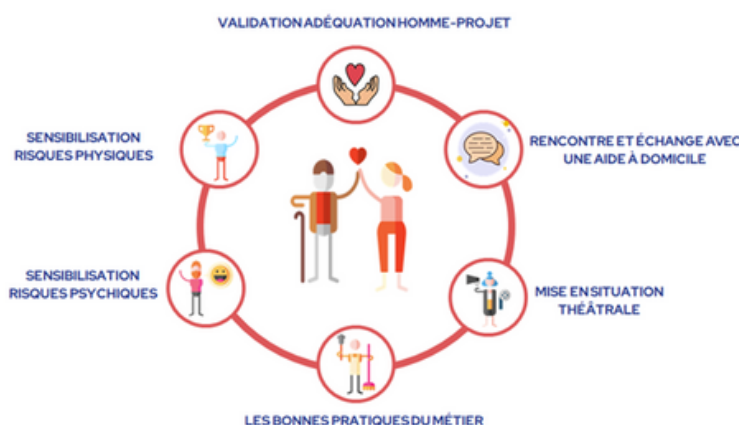 VALIDATION ADÉQUATION HOMME-PROJET
SENSIBILISATION
RISQUES PHYSIQUES
RENCONTRE ET ÉCHANGE AVEC
UNE AIDE À DOMICILE
SENSIBILISATION
RISQUES PSYCHIQUES
MISE EN SITUATION
THÉÂTRALE
LES BONNES PRATIQUES DU MÉTIER